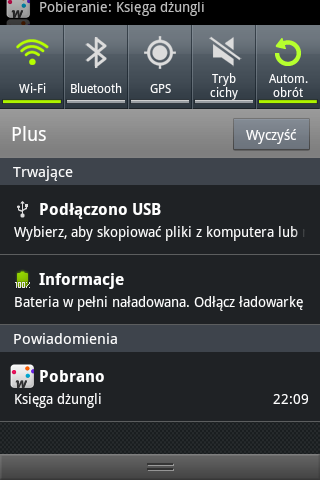 Pobieranie: Księga dżungli
Wi-Fi
Bluetooth
GPS
Tryb
cichy
Autom.
obrót
Plus
Wyczyść
Trwające
Podłączono USB
Wybierz, aby skopiować pliki z komputera lub
100%
Informacje
Bateria w pełni naładowana. Odłącz ładowarkę
Powiadomienia
w
Pobrano
Księga dżungli 22:09